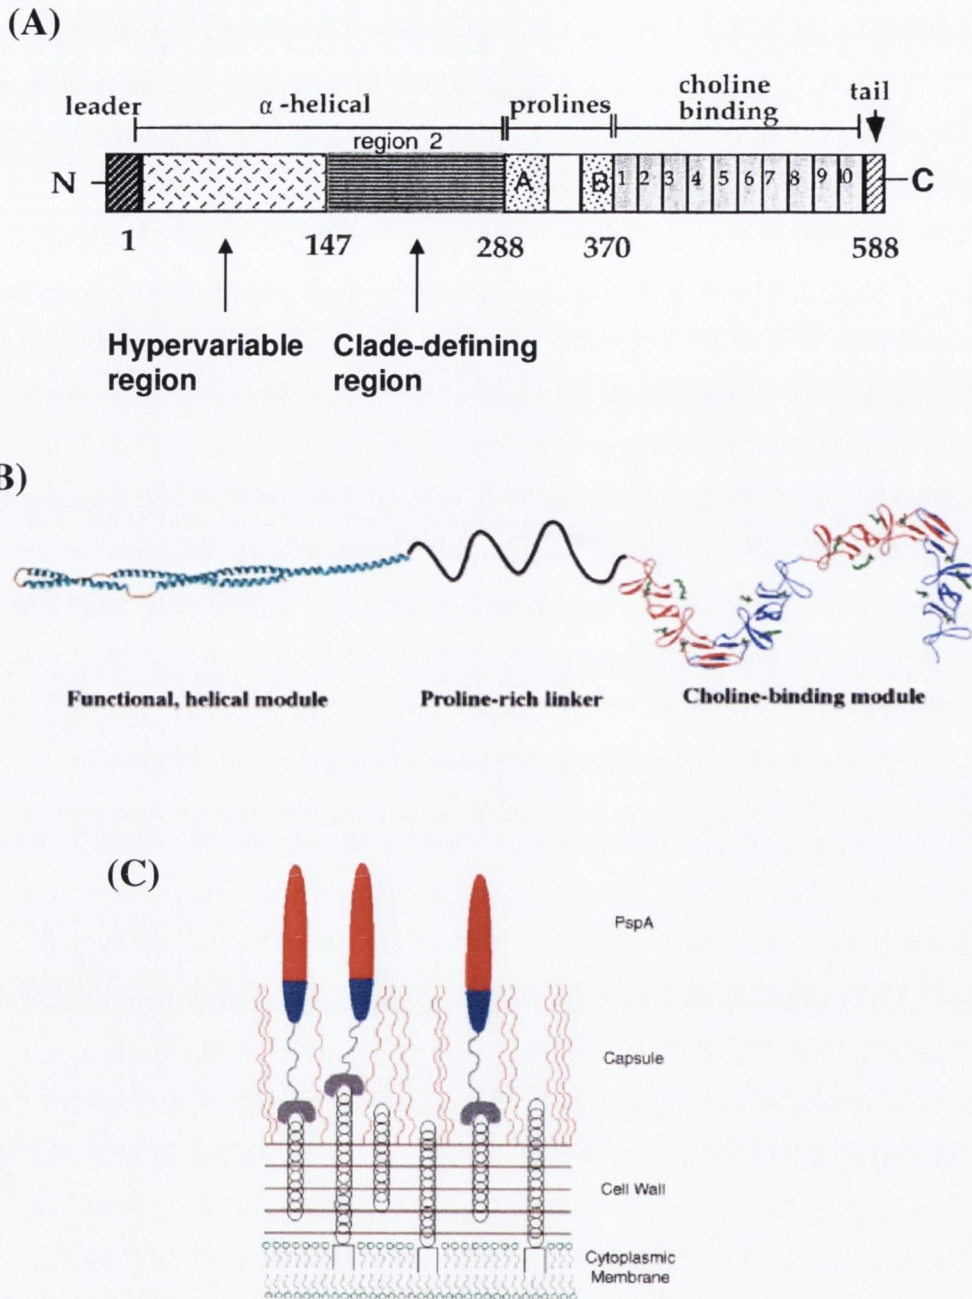 (A)
leader
α -helical
prolines
choline
binding
tail
region 2
N
A
B
1 2 3 4 5 6 7 8 9 10
C
1
147
288
370
588
Hypervariable
region
Clade-defining
region
B)
Functional, helical module
Proline-rich linker
Choline-binding module
(C)
PspA
Capsule
Cell Wall
Cytoplasmic
Membrane